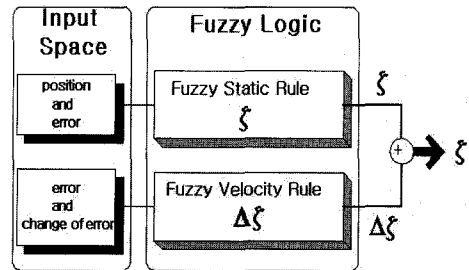 Input
Space
Fuzzy Logic
position
and
error
Fuzzy Static Rule
ζ
ζ
+
ζ
error
and
change of error
Fuzzy Velocity Rule
Δζ
Δζ